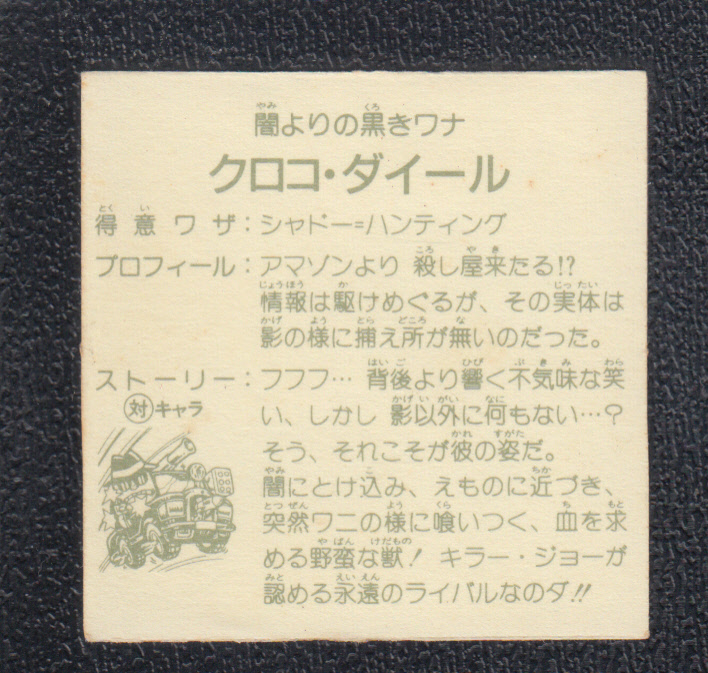 闇よりの黒きワナ
クロコ・ダイール
得意ワザ:シャドー=ハンティング
プロフィール:アマゾンより 殺し屋来たる!?
情報は駆けめぐるが、その実体は
影の様に捕え所が無いのだった。
ストーリー:フフフ… 背後より響く不気味な笑
い、しかし 影以外に何もない…?
そう、それこそが彼の姿だ。
闇にとけ込み、えものに近づき、
突然ワニの様に喰いつく、血を求
める野蛮な獣! キラー・ジョーが
認める永遠のライバルなのダ!!
対キャラ